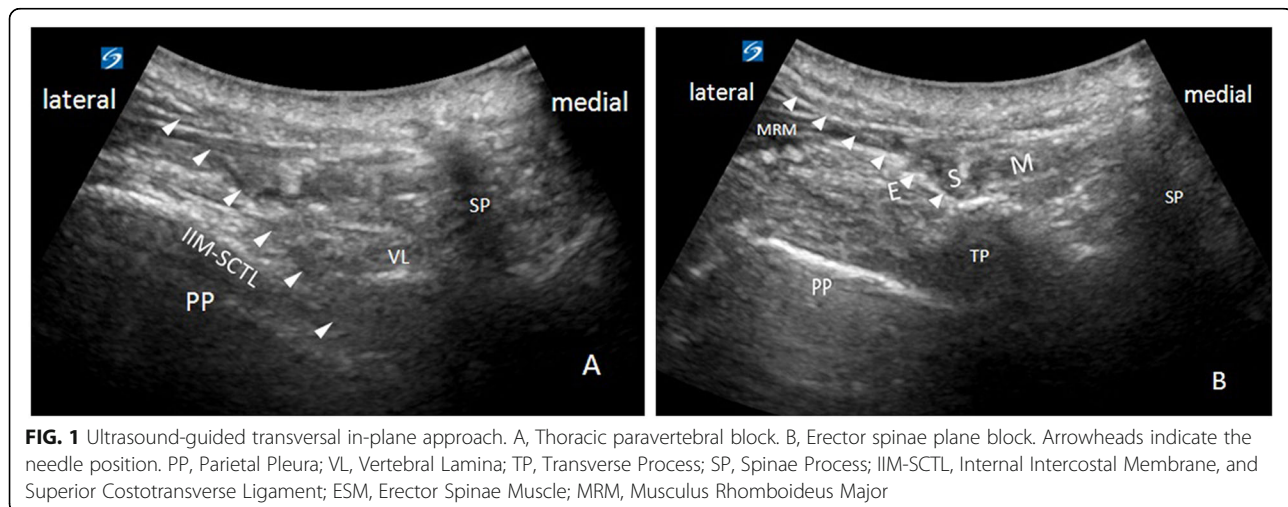 lateral
medial
SP
VL
IIM-SCTL
PP
A
lateral
medial
MRM
E S M
SP
TP
PP
B
FIG. 1 Ultrasound-guided transversal in-plane approach. A, Thoracic paravertebral block. B, Erector spinae plane block. Arrowheads indicate the
needle position. PP, Parietal Pleura; VL, Vertebral Lamina; TP, Transverse Process; SP, Spinae Process; IIM-SCTL, Internal Intercostal Membrane, and
Superior Costotransverse Ligament; ESM, Erector Spinae Muscle; MRM, Musculus Rhomboideus Major